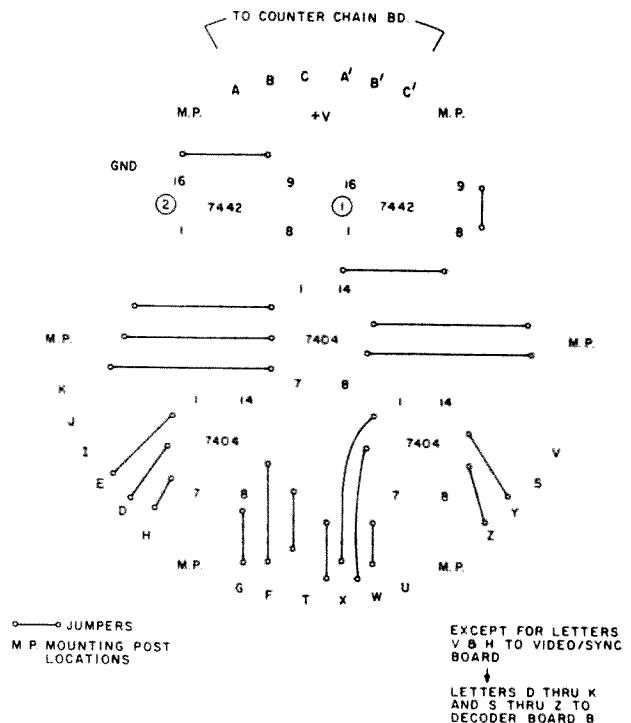 TO COUNTER CHAIN BD.
A B C A' B' C'
M.P. +V M.P.
GND
16 9 16 9
2 7442 1 7442
1 8 1 8
1 14
M.P. 7404 M.P.
7 8
K 1 14 1 14
J 7404 7404
I V
E S
D 7 8 7 8 Y
H Z
M.P. M.P.
G F T X W U
JUMPERS
M.P. MOUNTING POST
LOCATIONS
EXCEPT FOR LETTERS
V & H TO VIDEO/SYNC
BOARD
LETTERS D THRU K
AND S THRU Z TO
DECODER BOARD B